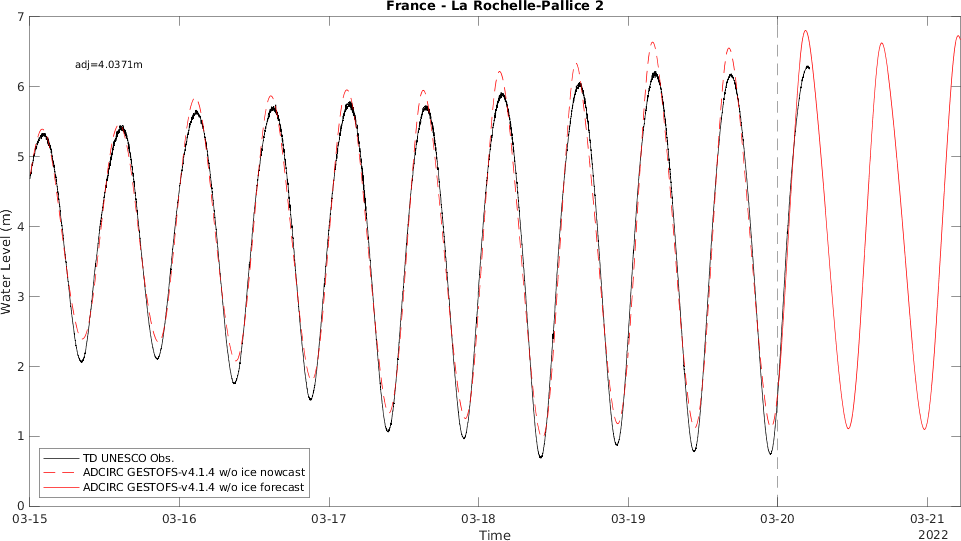 France - La Rochelle-Pallice 2
adj=4.0371m
7
6
5
4
3
2
1
0
Water Level (m)
TD UNESCO Obs.
ADCIRC GESTOFS-v4.1.4 w/o ice nowcast
ADCIRC GESTOFS-v4.1.4 w/o ice forecast
03-15 03-16 03-17 03-18 03-19 03-20 03-21
Time
2022